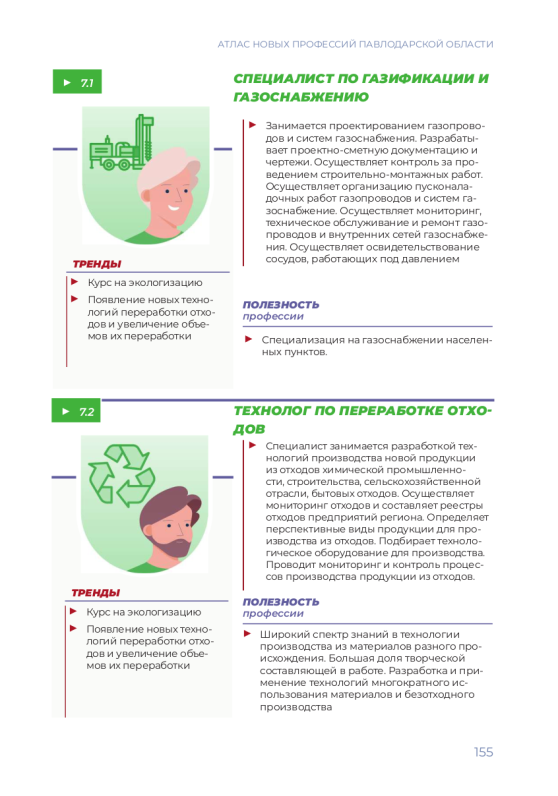 АТЛАС НОВЫХ ПРОФЕССИЙ ПАВЛОДАРСКОЙ ОБЛАСТИ
7.1
СПЕЦИАЛИСТ ПО ГАЗИФИКАЦИИ И
ГАЗОСНАБЖЕНИЮ
Занимается проектированием газопрово-
дов и систем газоснабжения. Разрабаты-
вает проектно-сметную документацию и
чертежи. Осуществляет контроль за про-
ведением строительно-монтажных работ.
Осуществляет организацию пусконала-
дочных работ газопроводов и систем га-
зоснабжение. Осуществляет мониторинг,
техническое обслуживание и ремонт газо-
проводов и внутренних сетей газоснабже-
ния. Осуществляет освидетельствование
сосудов, работающих под давлением
ТРЕНДЫ
Курс на экологизацию
Появление новых техно-
логий переработки отхо-
дов и увеличение объе-
мов их переработки
ПОЛЕЗНОСТЬ
профессии
Специализация на газоснабжении населен-
ных пунктов.
7.2
ТЕХНОЛОГ ПО ПЕРЕРАБОТКЕ ОТХО-
ДОВ
Специалист занимается разработкой тех-
нологий производства новой продукции
из отходов химической промышленно-
сти, строительства, сельскохозяйственной
отрасли, бытовых отходов. Осуществляет
мониторинг отходов и составляет реестры
отходов предприятий региона. Определяет
перспективные виды продукции для про-
изводства из отходов. Подбирает техноло-
гическое оборудование для производства.
Проводит мониторинг и контроль процес-
сов производства продукции из отходов.
ТРЕНДЫ
Курс на экологизацию
Появление новых техно-
логий переработки отхо-
дов и увеличение объе-
мов их переработки
ПОЛЕЗНОСТЬ
профессии
Широкий спектр знаний в технологии
производства из материалов разного про-
исхождения. Большая доля творческой
составляющей в работе. Разработка и при-
менение технологий многократного ис-
пользования материалов и безотходного
производства
155